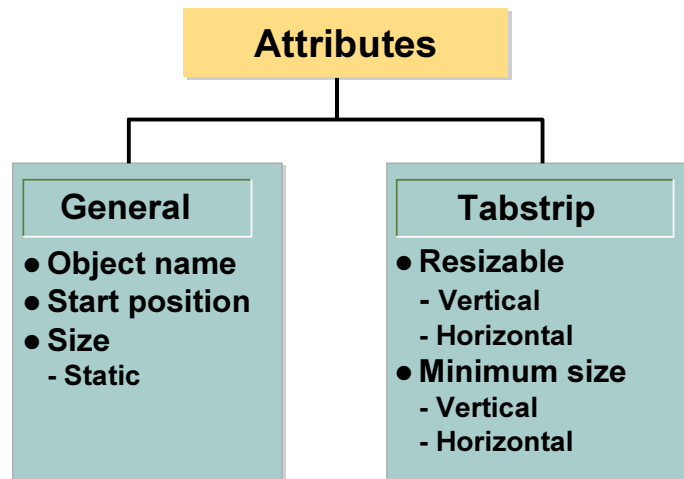 Attributes
General
● Object name
● Start position
● Size
- Static
Tabstrip
● Resizable
- Vertical
- Horizontal
● Minimum size
- Vertical
- Horizontal